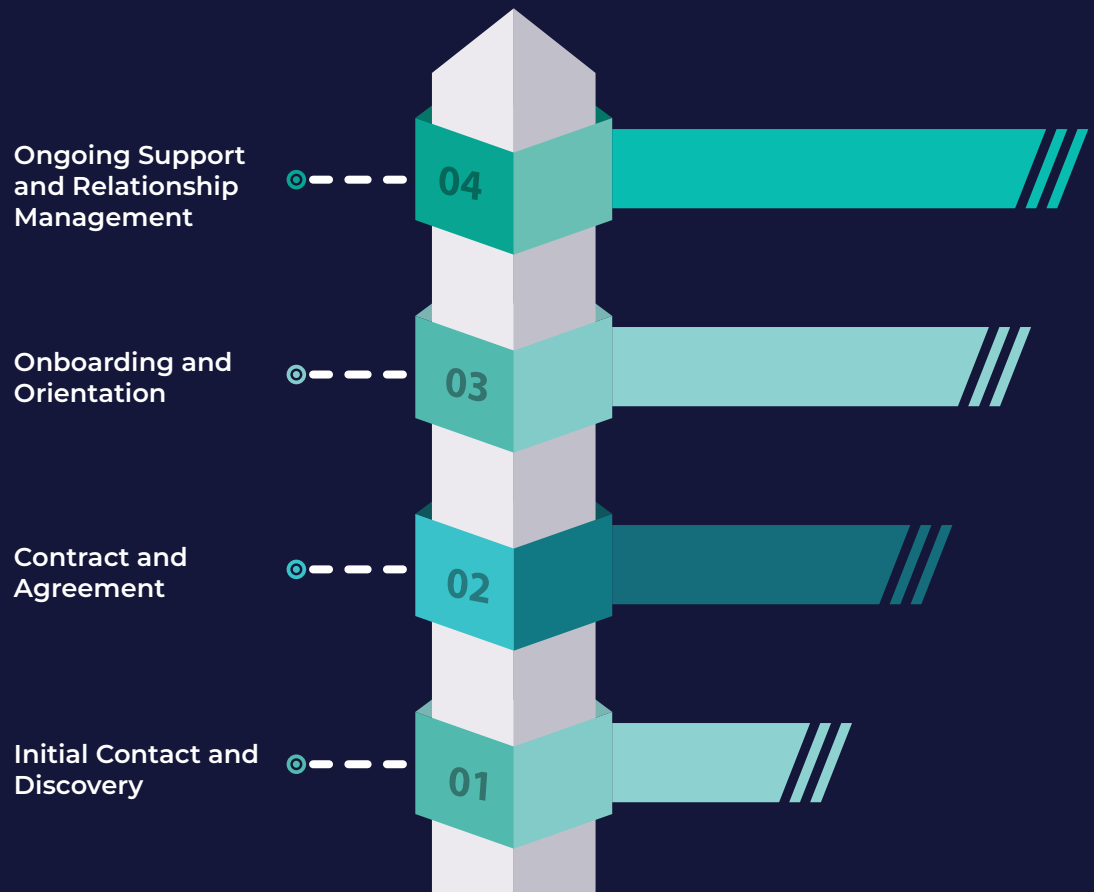 Ongoing Support
and Relationship
Management
04
Onboarding and
Orientation
03
Contract and
Agreement
02
Initial Contact and
Discovery
01